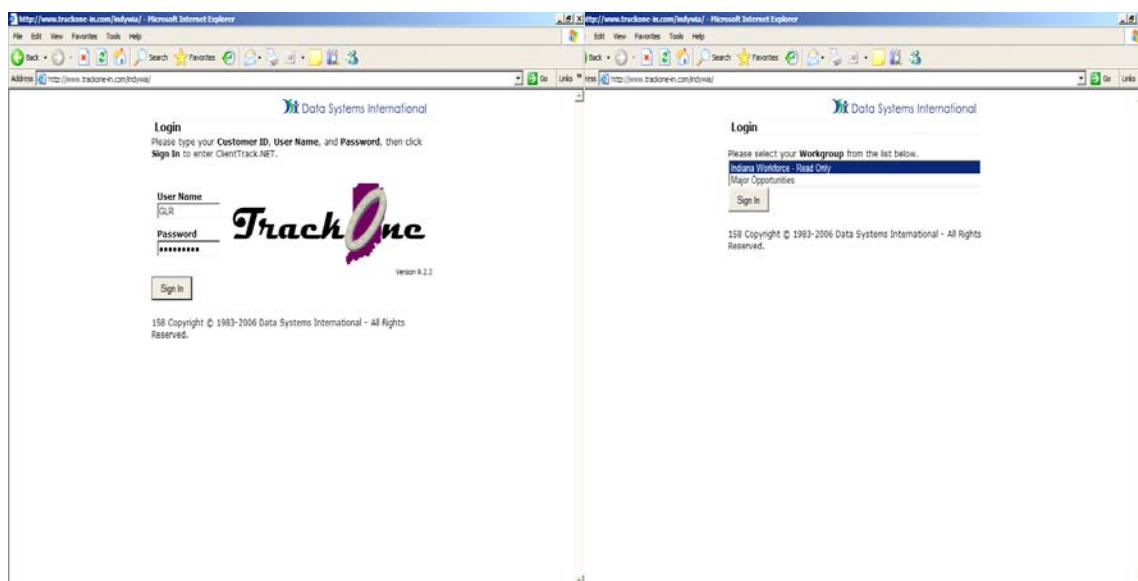 http://www.trackone-in.com/indywia/ - Microsoft Internet Explorer
File Edit View Favorites Tools Help
Back Search Favorites
Address http://www.trackone-in.com/indywia/ Go Links
Data Systems International
Login
Please type your Customer ID, User Name, and Password, then click
Sign In to enter ClientTrack.NET.
User Name
GLR
Password
•••••••••
TrackOne
Version 9.2.2
Sign In
158 Copyright © 1983-2006 Data Systems International - All Rights
Reserved.
http://www.trackone-in.com/indywia/ - Microsoft Internet Explorer
Edit View Favorites Tools Help
Back Search Favorites
http://www.trackone-in.com/indywia/ Go Links
Data Systems International
Login
Please select your Workgroup from the list below.
Indiana Workforce - Read Only
Major Opportunities
Sign In
158 Copyright © 1983-2006 Data Systems International - All Rights
Reserved.